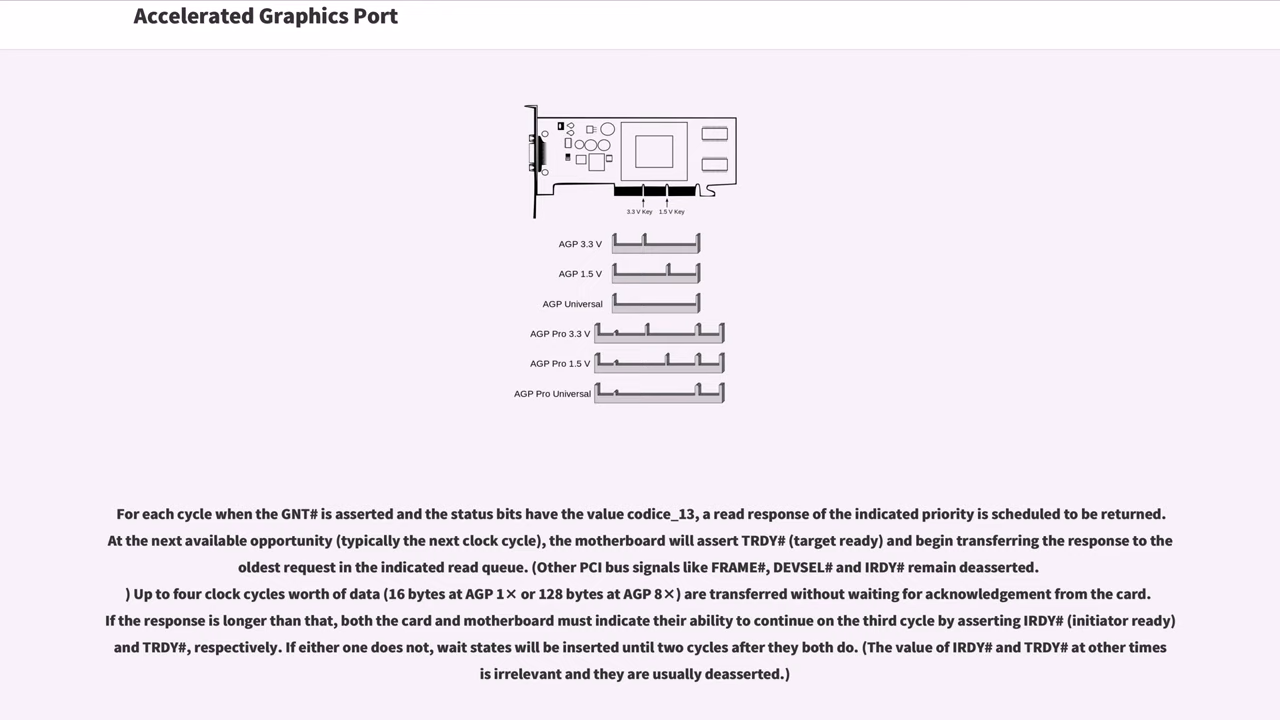 Accelerated Graphics Port
3.3 V Key 1.5 V Key
AGP 3.3 V
AGP 1.5 V
AGP Universal
AGP Pro 3.3 V
AGP Pro 1.5 V
AGP Pro Universal
For each cycle when the GNT# is asserted and the status bits have the value codice_13, a read response of the indicated priority is scheduled to be returned.
At the next available opportunity (typically the next clock cycle), the motherboard will assert TRDY# (target ready) and begin transferring the response to the
oldest request in the indicated read queue. (Other PCI bus signals like FRAME#, DEVSEL# and IRDY# remain deasserted.
) Up to four clock cycles worth of data (16 bytes at AGP 1× or 128 bytes at AGP 8×) are transferred without waiting for acknowledgement from the card.
If the response is longer than that, both the card and motherboard must indicate their ability to continue on the third cycle by asserting IRDY# (initiator ready)
and TRDY#, respectively. If either one does not, wait states will be inserted until two cycles after they both do. (The value of IRDY# and TRDY# at other times
is irrelevant and they are usually deasserted.)